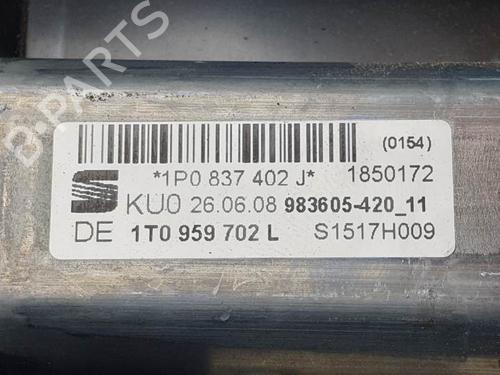 B-PARTS
(0154)
*1P0 837 402 J* 1850172
KU0 26.06.08 983605-420_11
DE 1T0 959 702 L S1517H009